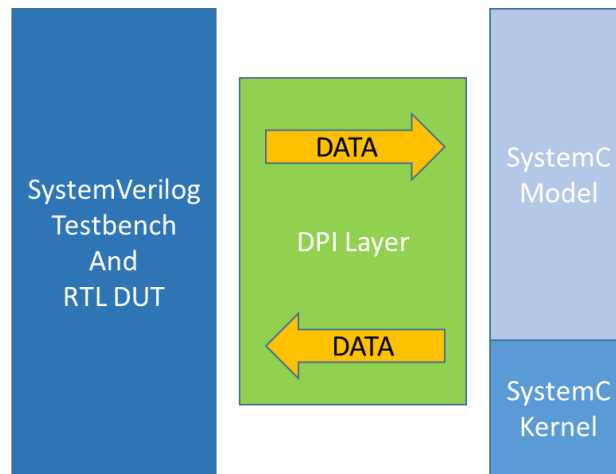 SystemVerilog
Testbench
And
RTL DUT
DATA
DPI Layer
DATA
SystemC
Model
SystemC
Kernel